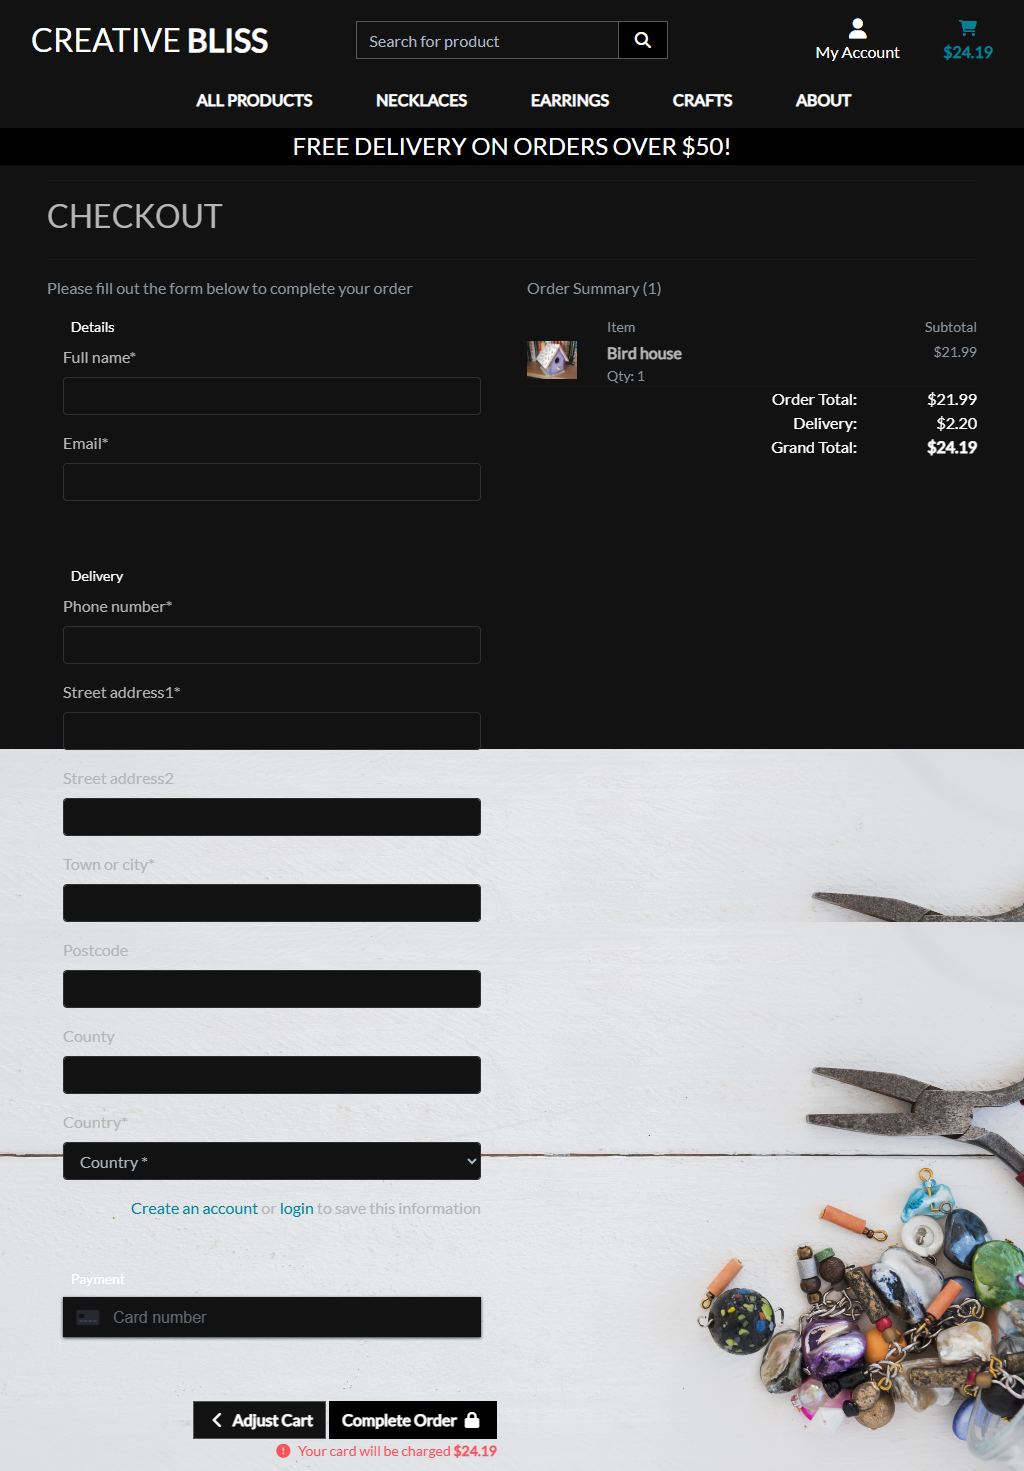 CREATIVE BLISS
Search for product
My Account
$24.19
ALL PRODUCTS NECKLACES EARRINGS CRAFTS ABOUT
FREE DELIVERY ON ORDERS OVER $50!
CHECKOUT
Please fill out the form below to complete your order
Details
Full name*
Email*
Delivery
Phone number*
Street address1*
Street address2
Town or city*
Postcode
County
Country*
Country *
Create an account or login to save this information
Payment
Card number
Adjust Cart
Complete Order
Your card will be charged $24.19
Order Summary (1)
Item Subtotal
Bird house $21.99
Qty: 1
Order Total: $21.99
Delivery: $2.20
Grand Total: $24.19